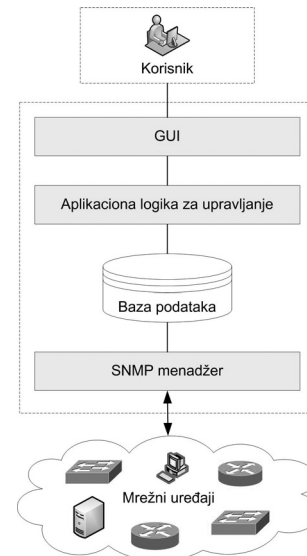 Korisnik
GUI
Aplikaciona logika za upravljanje
Baza podataka
SNMP menadžer
Mrežni uređaji